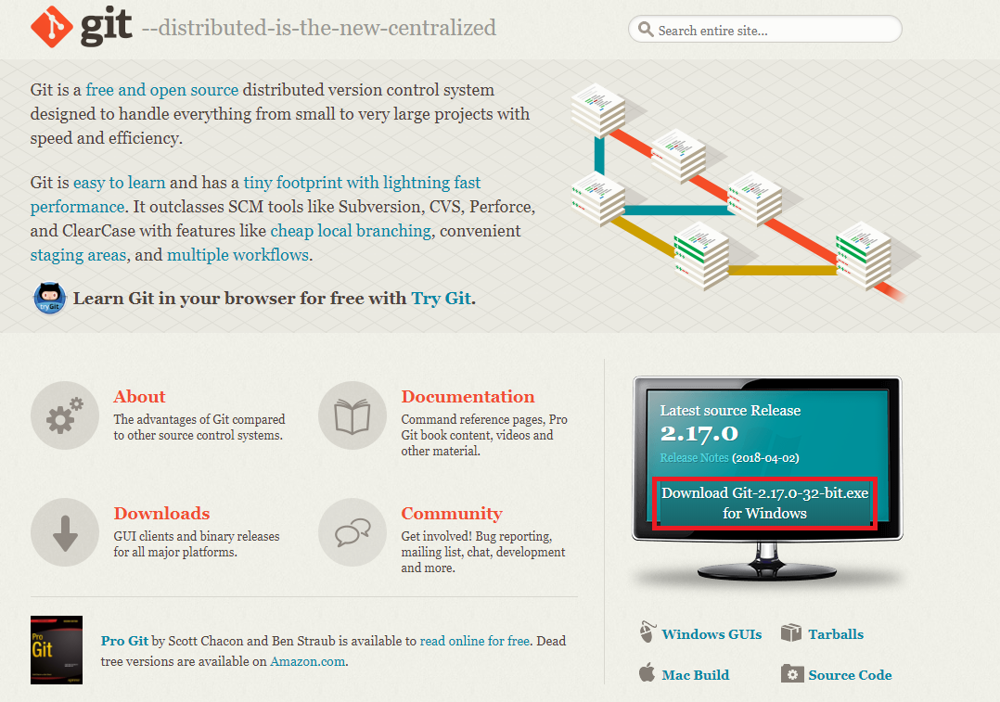 git --distributed-is-the-new-centralized
Search entire site...
Git is a free and open source distributed version control system
designed to handle everything from small to very large projects with
speed and efficiency.
Git is easy to learn and has a tiny footprint with lightning fast
performance. It outclasses SCM tools like Subversion, CVS, Perforce,
and ClearCase with features like cheap local branching, convenient
staging areas, and multiple workflows.
tryGit
Learn Git in your browser for free with Try Git.
About
The advantages of Git compared
to other source control systems.
Documentation
Command reference pages, Pro
Git book content, videos and
other material.
Downloads
GUI clients and binary releases
for all major platforms.
Community
Get involved! Bug reporting,
mailing list, chat, development
and more.
Pro
Git
Pro Git by Scott Chacon and Ben Straub is available to read online for free. Dead
tree versions are available on Amazon.com.
Latest source Release
2.17.0
Release Notes (2018-04-02)
Download Git-2.17.0-32-bit.exe
for Windows
Windows GUIs
Tarballs
Mac Build
Source Code